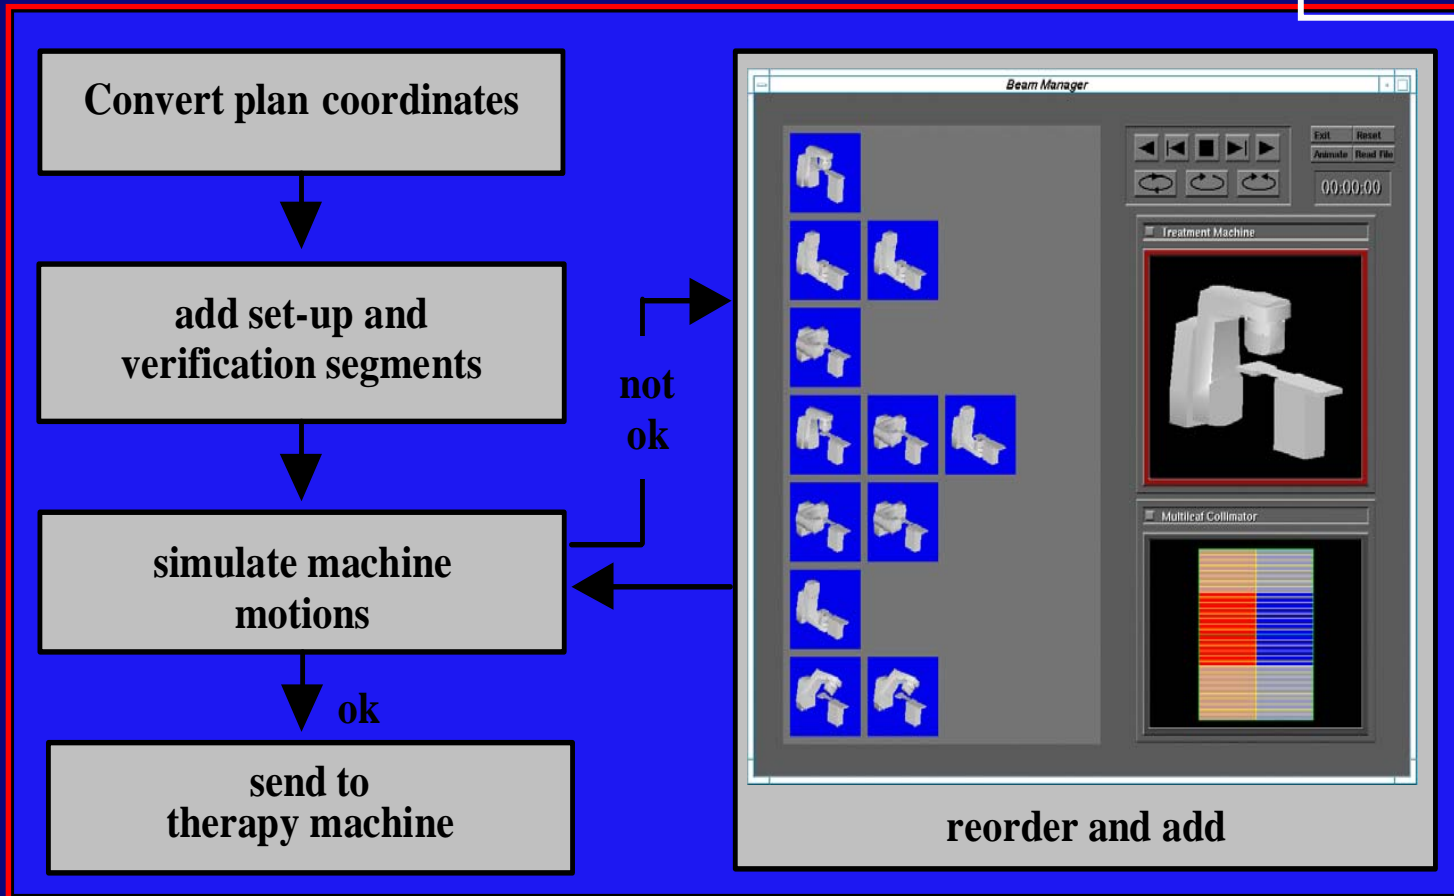 Convert plan coordinates
add set-up and
verification segments
simulate machine
motions
ok
send to
therapy machine
not
ok
Beam Manager
Exit Reset
Animate Read File
00:00:00
Treatment Machine
Multileaf Collimator
reorder and add